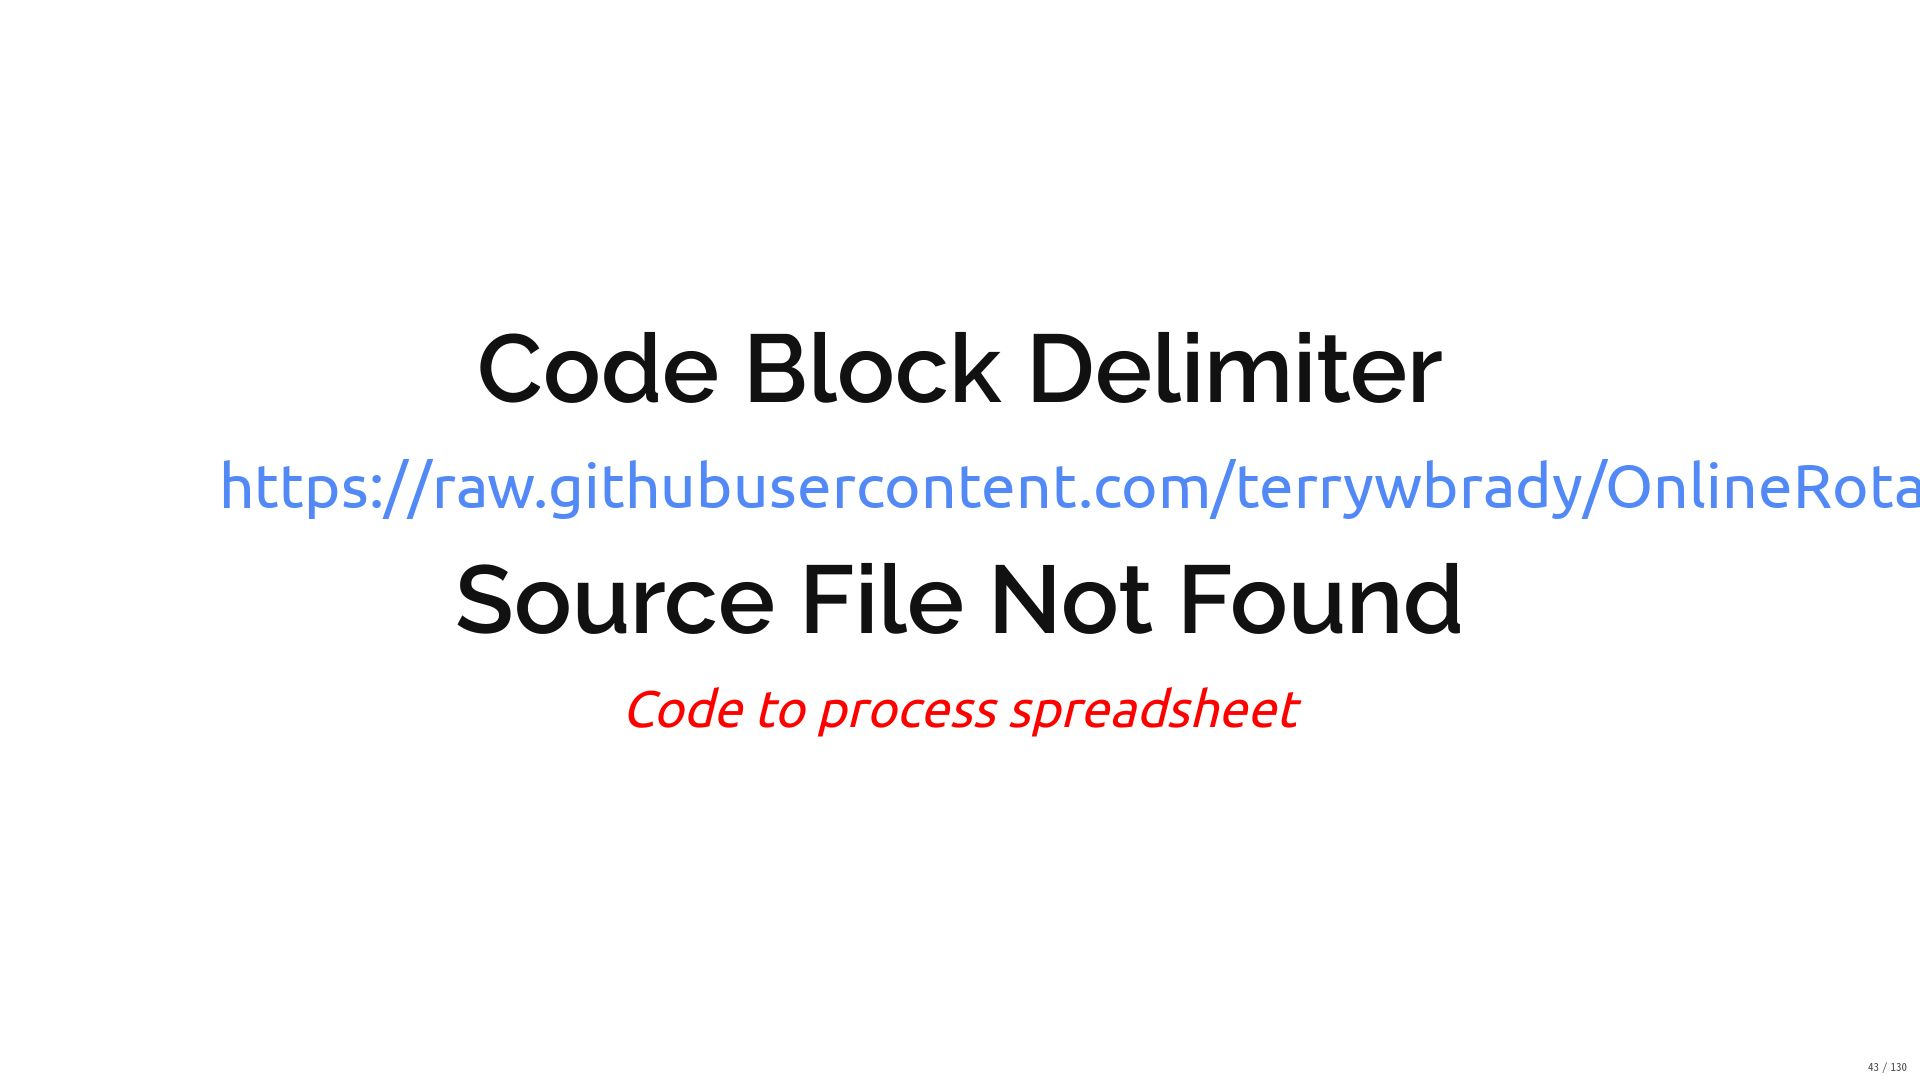 Code Block Delimiter
https://raw.githubusercontent.com/terrywbrady/OnlineRota
Source File Not Found
Code to process spreadsheet
43 / 130